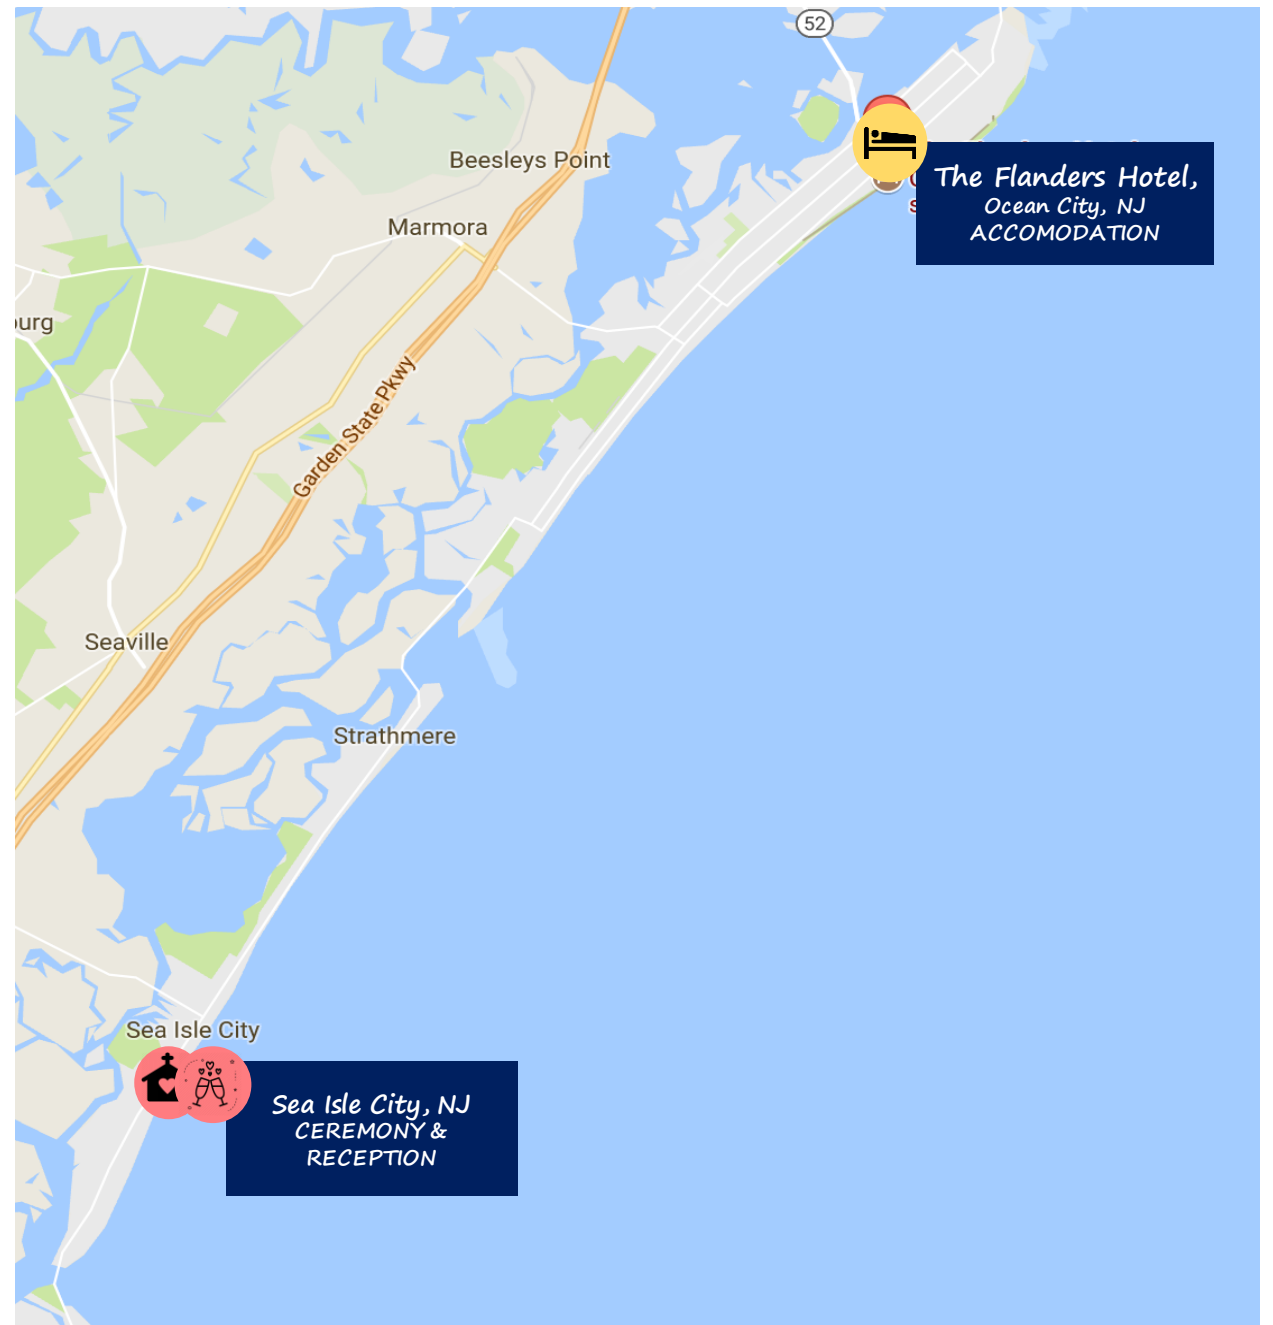 52
Beesleys Point
Marmora
The Flanders Hotel,
Ocean City, NJ
ACCOMODATION
urg
Garden State Pkwy
Seaville
Strathmere
Sea Isle City
Sea Isle City, NJ
CEREMONY &
RECEPTION